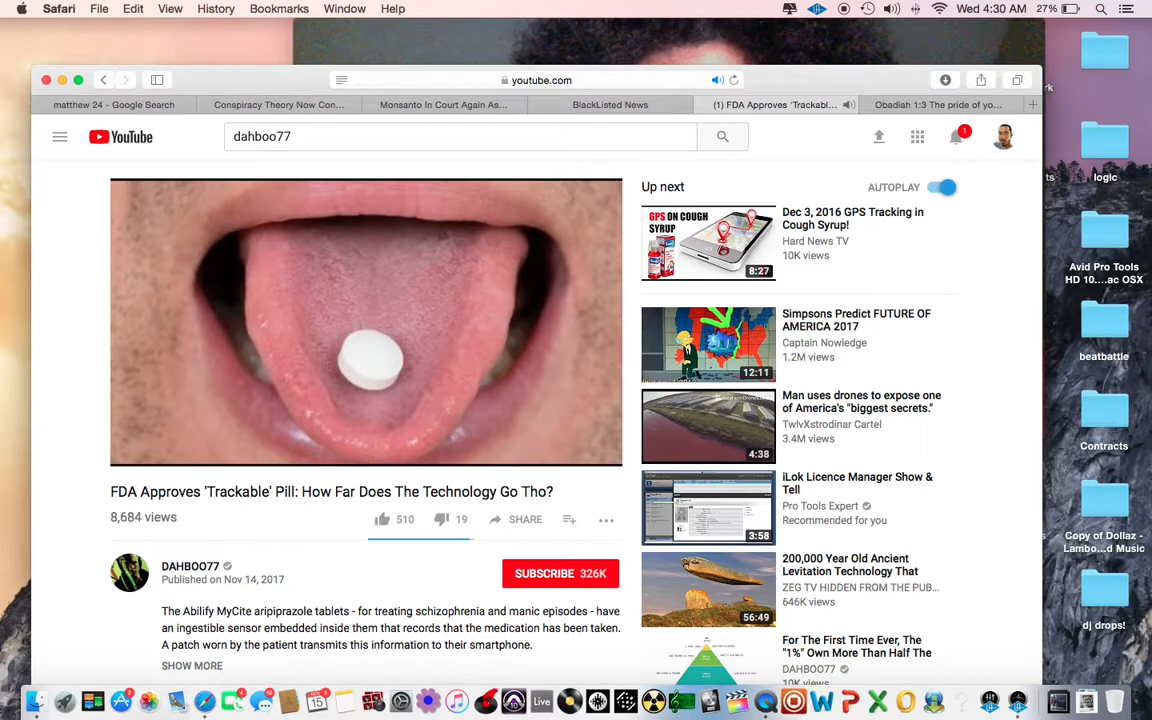 Safari File Edit View History Bookmarks Window Help
Wed 4:30 AM 27%
youtube.com
matthew 24 - Google Search
Conspiracy Theory Now Con...
Monsanto In Court Again As...
BlackListed News
(1) FDA Approves 'Trackabl...
Obadiah 1:3 The pride of yo...
YouTube
dahboo77
1
Up next
AUTOPLAY
GPS ON COUGH SYRUP
8:27
Dec 3, 2016 GPS Tracking in
Cough Syrup!
Hard News TV
10K views
12:11
Simpsons Predict FUTURE OF
AMERICA 2017
Captain Nowledge
1.2M views
4:38
Man uses drones to expose one
of America's "biggest secrets."
TwlvXstrodinar Cartel
3.4M views
3:58
iLok Licence Manager Show &
Tell
Pro Tools Expert
Recommended for you
56:49
200,000 Year Old Ancient
Levitation Technology That
ZEG TV HIDDEN FROM THE PUB...
646K views
For The First Time Ever, The
"1%" Own More Than Half The
DAHBOO77
FDA Approves 'Trackable' Pill: How Far Does The Technology Go Tho?
8,684 views
510
19
SHARE
DAHBOO77
Published on Nov 14, 2017
SUBSCRIBE 326K
The Abilify MyCite aripiprazole tablets - for treating schizophrenia and manic episodes - have
an ingestible sensor embedded inside them that records that the medication has been taken.
A patch worn by the patient transmits this information to their smartphone.
SHOW MORE
rk
ts
logic
Avid Pro Tools
HD 10....ac OSX
beatbattle
Contracts
Copy of Dollaz -
Lambo....d Music
dj drops!
15
Live